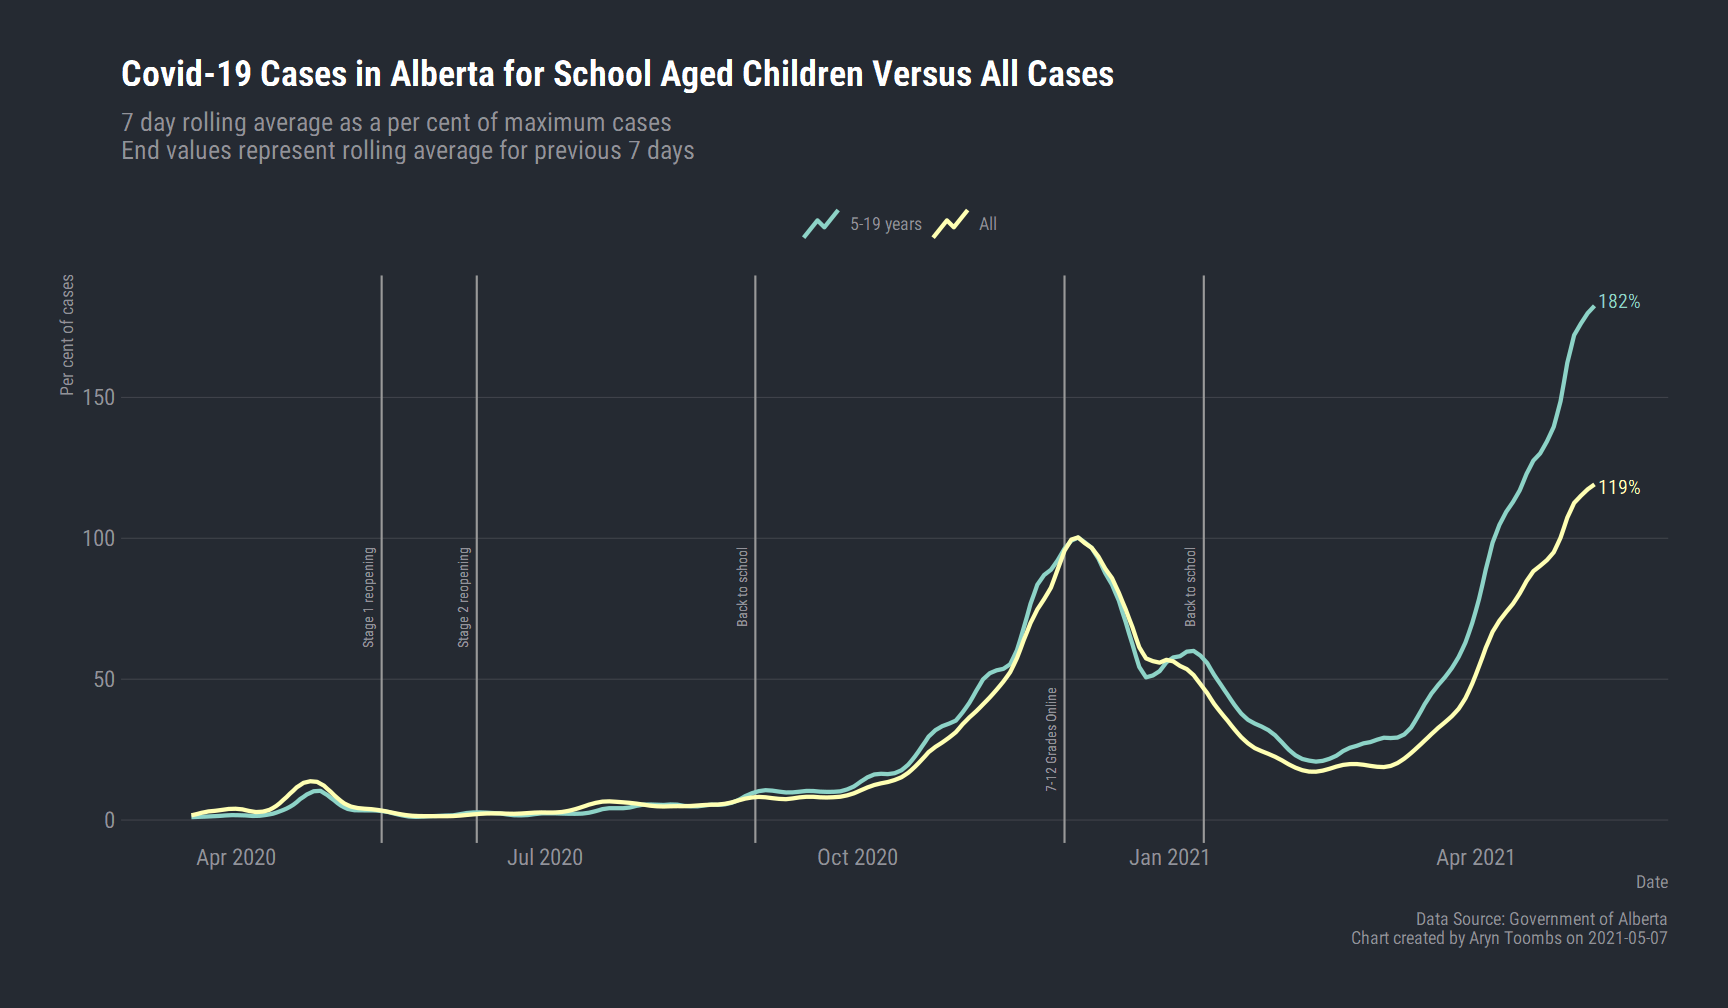 Covid-19 Cases in Alberta for School Aged Children Versus All Cases
7 day rolling average as a per cent of maximum cases
End values represent rolling average for previous 7 days
5-19 years
All
Per cent of cases
182%
150
119%
100
Stage 1 reopening
Stage 2 reopening
Back to school
Back to school
50
7-12 Grades Online
0
Apr 2020
Jul 2020
Oct 2020
Jan 2021
Apr 2021
Date
Data Source: Government of Alberta
Chart created by Aryn Toombs on 2021-05-07